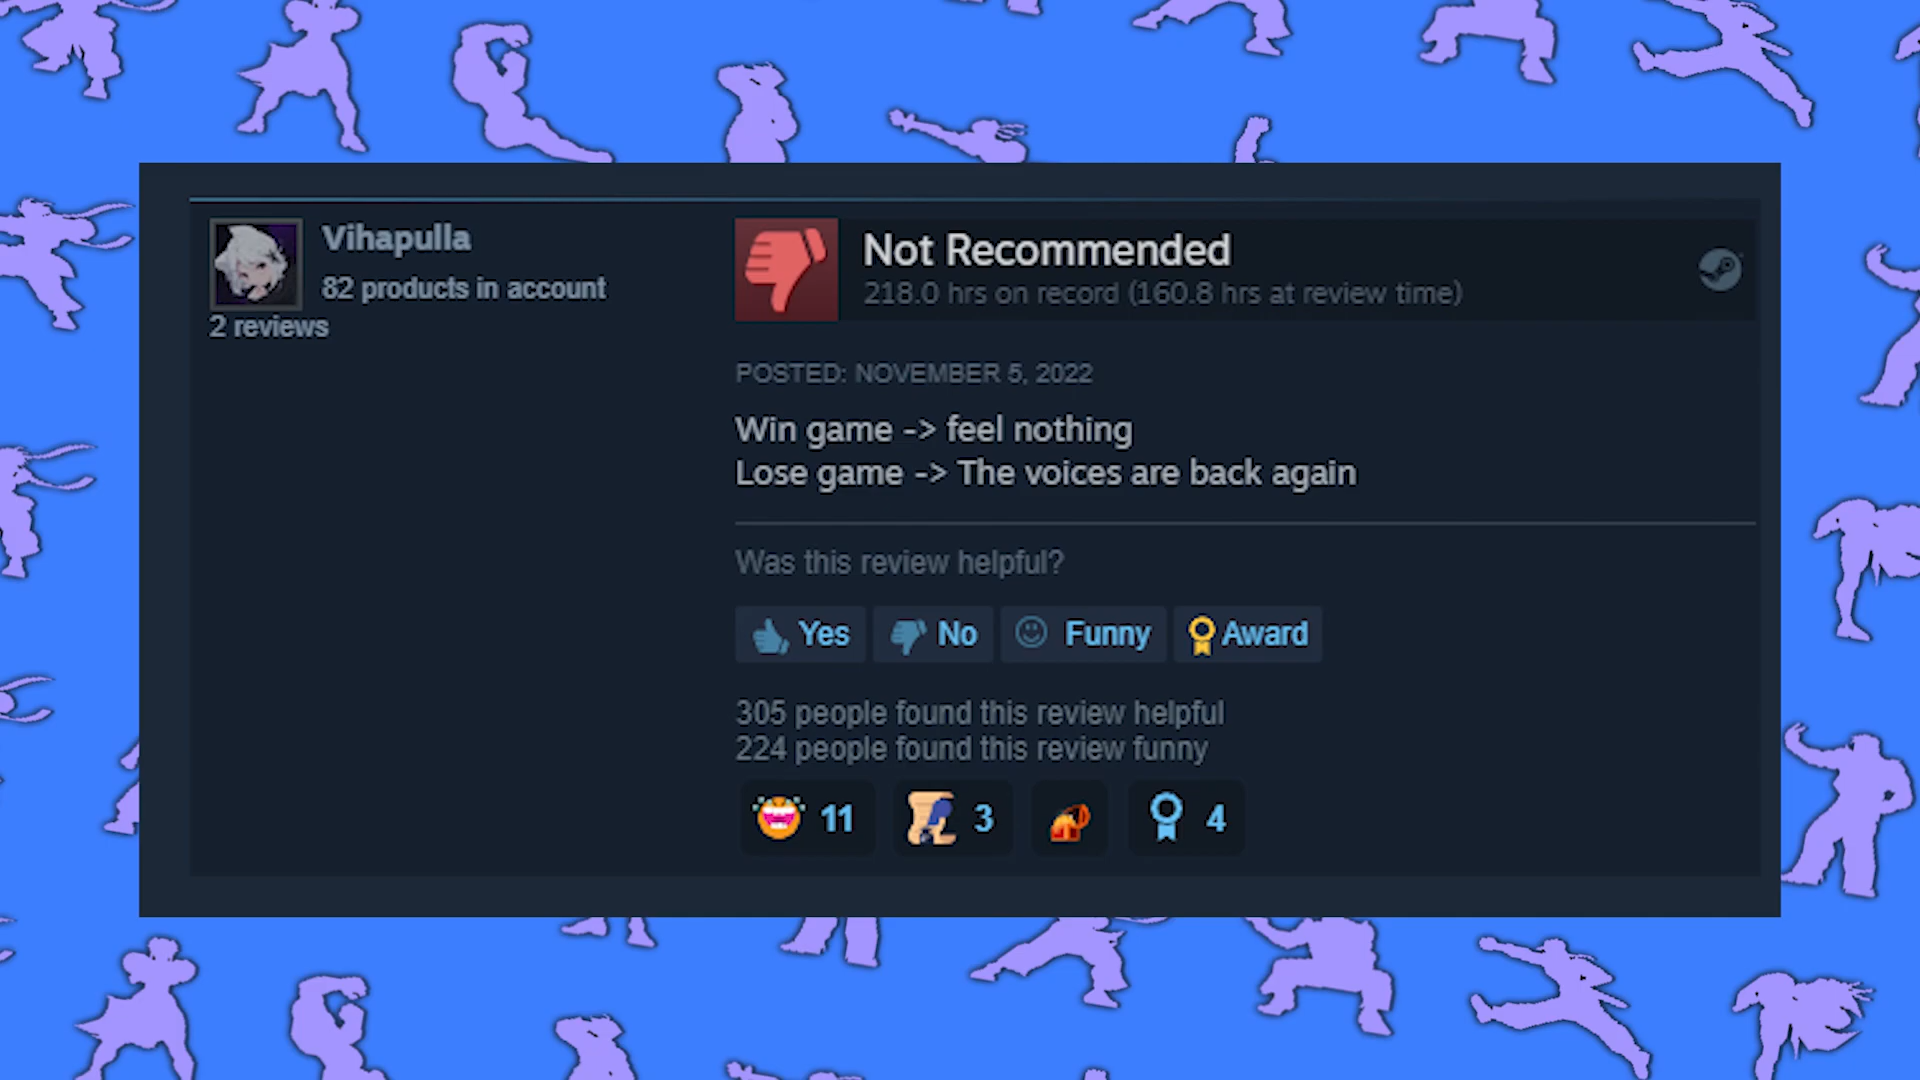 Vihapulla
82 products in account
2 reviews
Not Recommended
218.0 hrs on record (160.8 hrs at review time)
POSTED: NOVEMBER 5, 2022
Win game -> feel nothing
Lose game -> The voices are back again
Was this review helpful?
Yes No Funny Award
305 people found this review helpful
224 people found this review funny
11 3 4